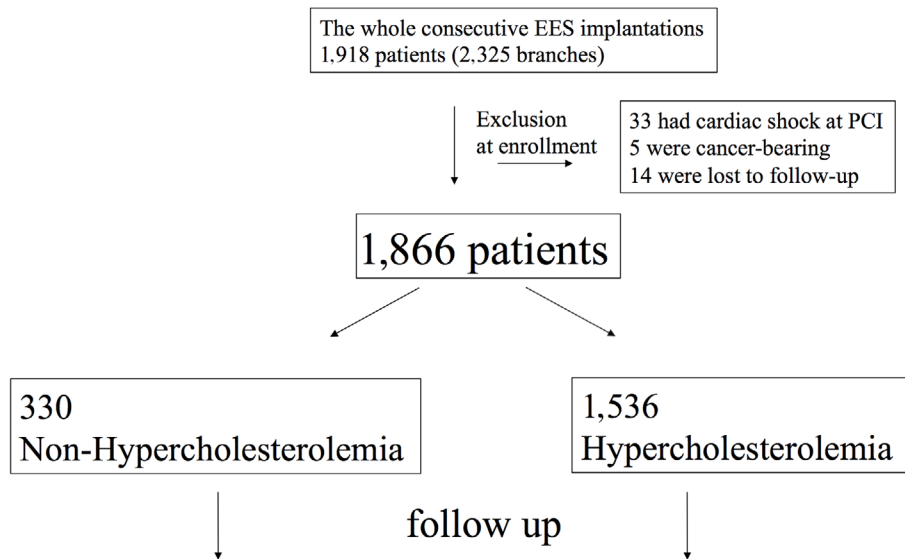 The whole consecutive EES implantations
1,918 patients (2,325 branches)
Exclusion
at enrollment
33 had cardiac shock at PCI
5 were cancer-bearing
14 were lost to follow-up
1,866 patients
330
Non-Hypercholesterolemia
1,536
Hypercholesterolemia
follow up